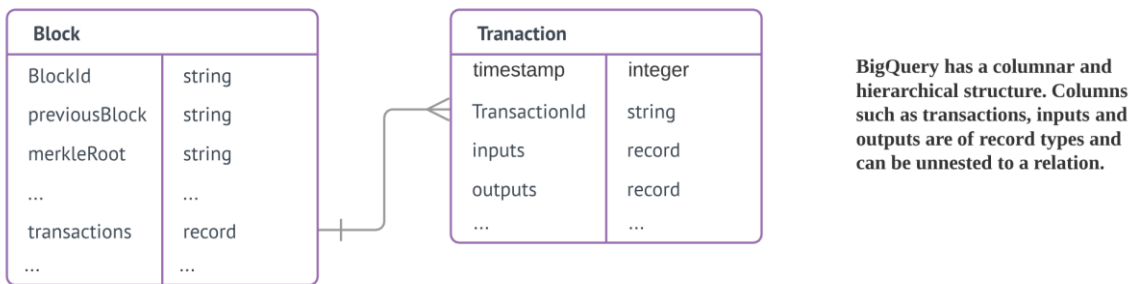 Block
BlockId string
previousBlock string
merkleRoot string
... ...
transactions record
... ...
Tranaction
timestamp integer
TransactionId string
inputs record
outputs record
... ...
BigQuery has a columnar and
hierarchical structure. Columns
such as transactions, inputs and
outputs are of record types and
can be unnested to a relation.